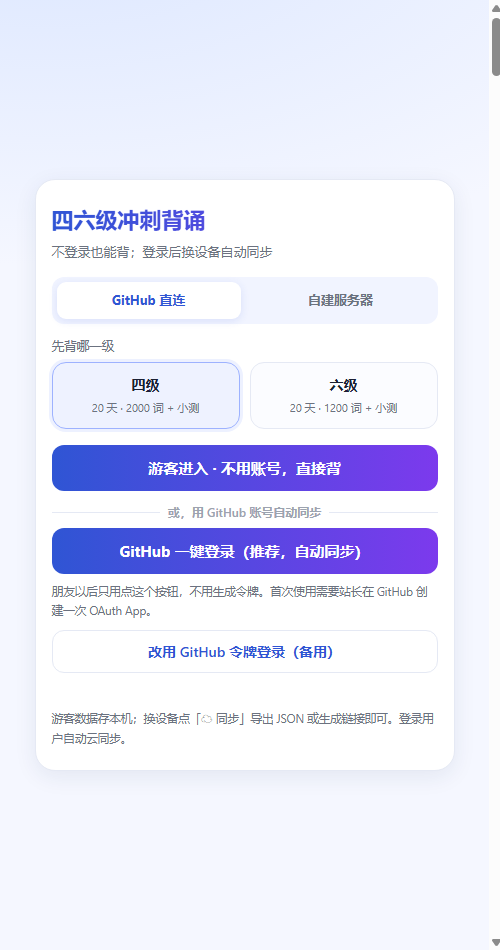 四六级冲刺背诵
不登录也能背；登录后换设备自动同步
GitHub 直连
自建服务器
先背哪一级
四级
六级
20 天 · 2000 词 + 小测
20 天 · 1200 词 + 小测
游客进入 · 不用账号，直接背
或，用 GitHub 账号自动同步
GitHub 一键登录（推荐，自动同步）
朋友以后只用点这个按钮，不用生成令牌。首次使用需要站长在 GitHub 创
建一次 OAuth App。
改用 GitHub 令牌登录（备用）
游客数据存本机；换设备点「☁ 同步」导出 JSON 或生成链接即可。登录用
户自动云同步。